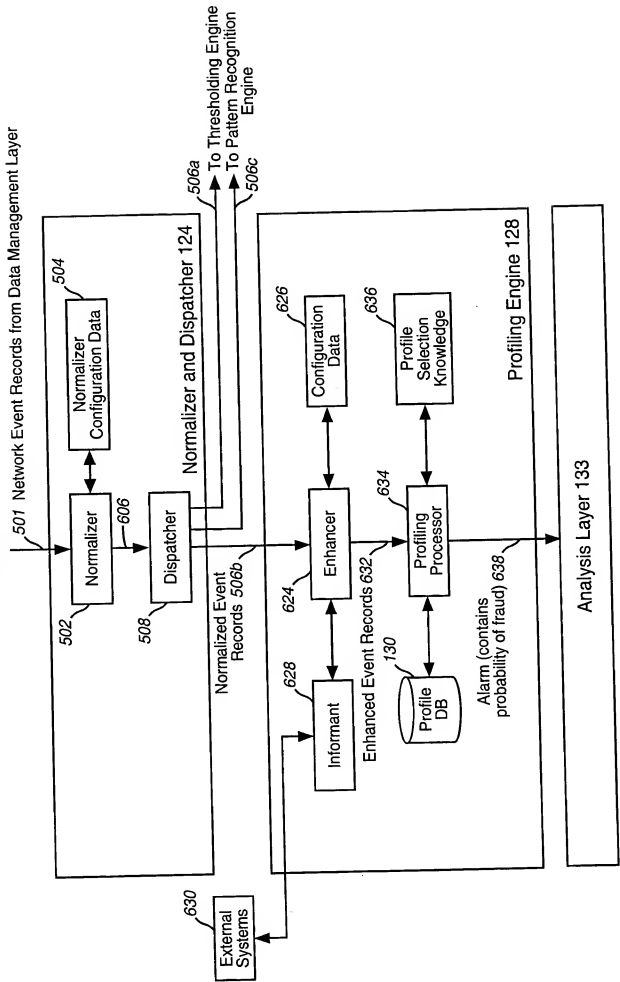 501 Network Event Records from Data Management Layer
504
Normalizer
Configuration Data
Normalizer
502
606
Dispatcher
508
Normalizer and Dispatcher 124
506a
To Thresholding Engine
To Pattern Recognition
Engine
506c
Normalized Event
Records 506b
External
Systems
630
Informant
628
Enhancer
624
Configuration
Data
626
Enhanced Event Records 632
Profile
DB
130
Profiling
Processor
634
Profile
Selection
Knowledge
636
Profiling Engine 128
Alarm (contains
probability of fraud) 638
Analysis Layer 133